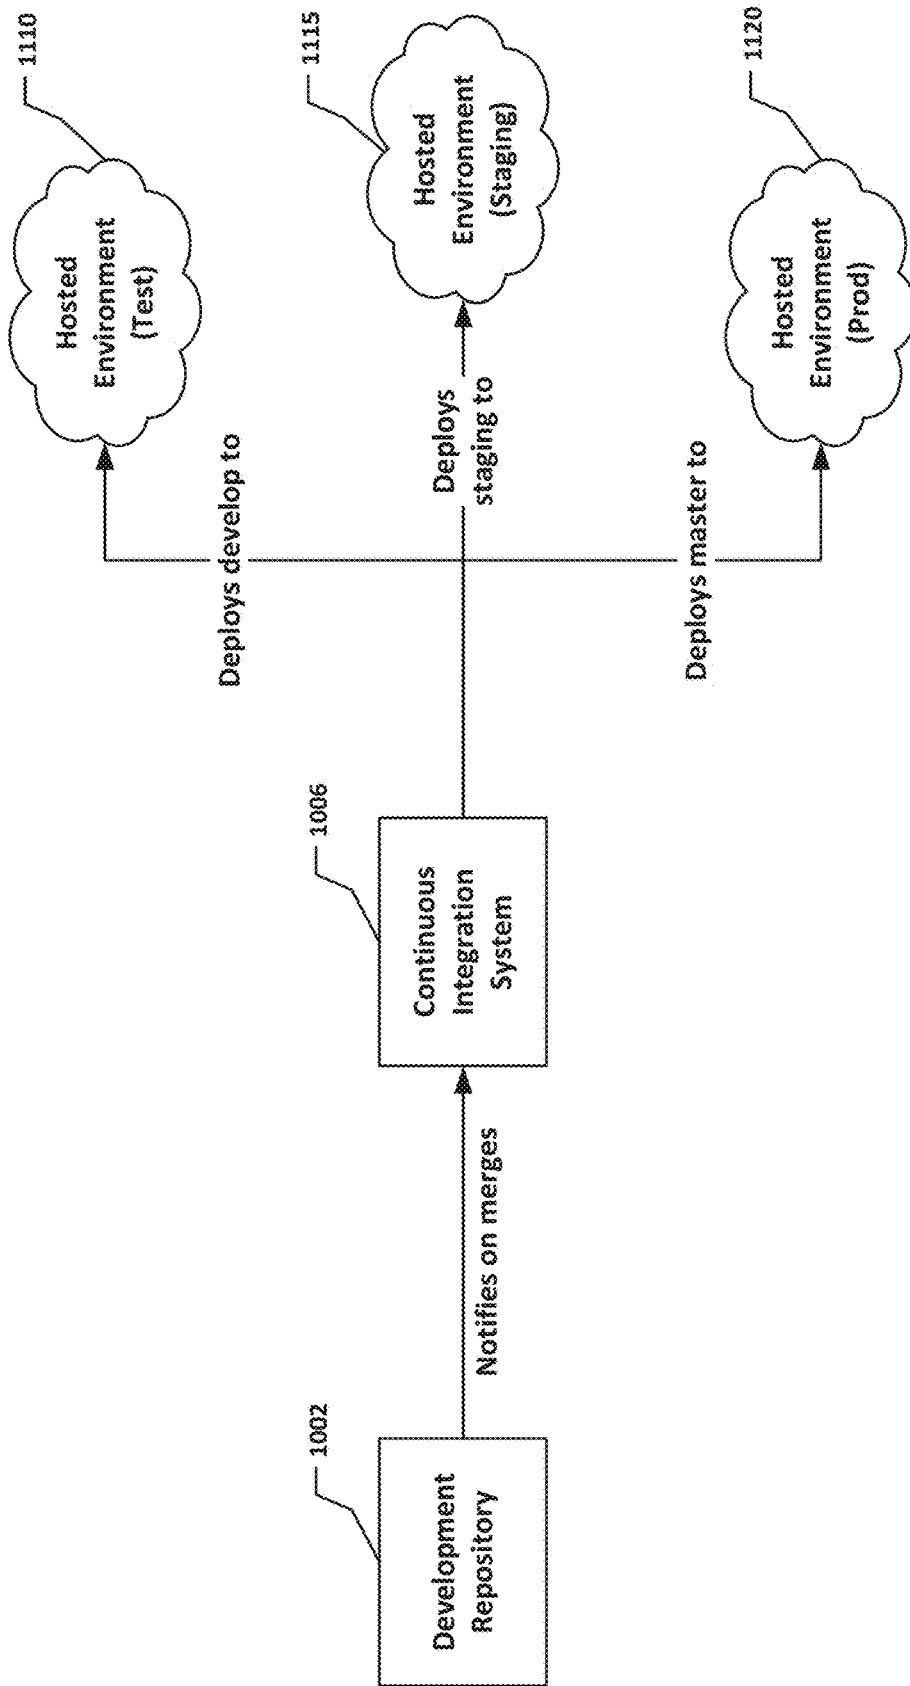 1002
Development
Repository
Notifies on merges
1006
Continuous
Integration
System
Deploys develop to
Deploys
staging to
Deploys master to
1110
Hosted
Environment
(Test)
1115
Hosted
Environment
(Staging)
1120
Hosted
Environment
(Prod)